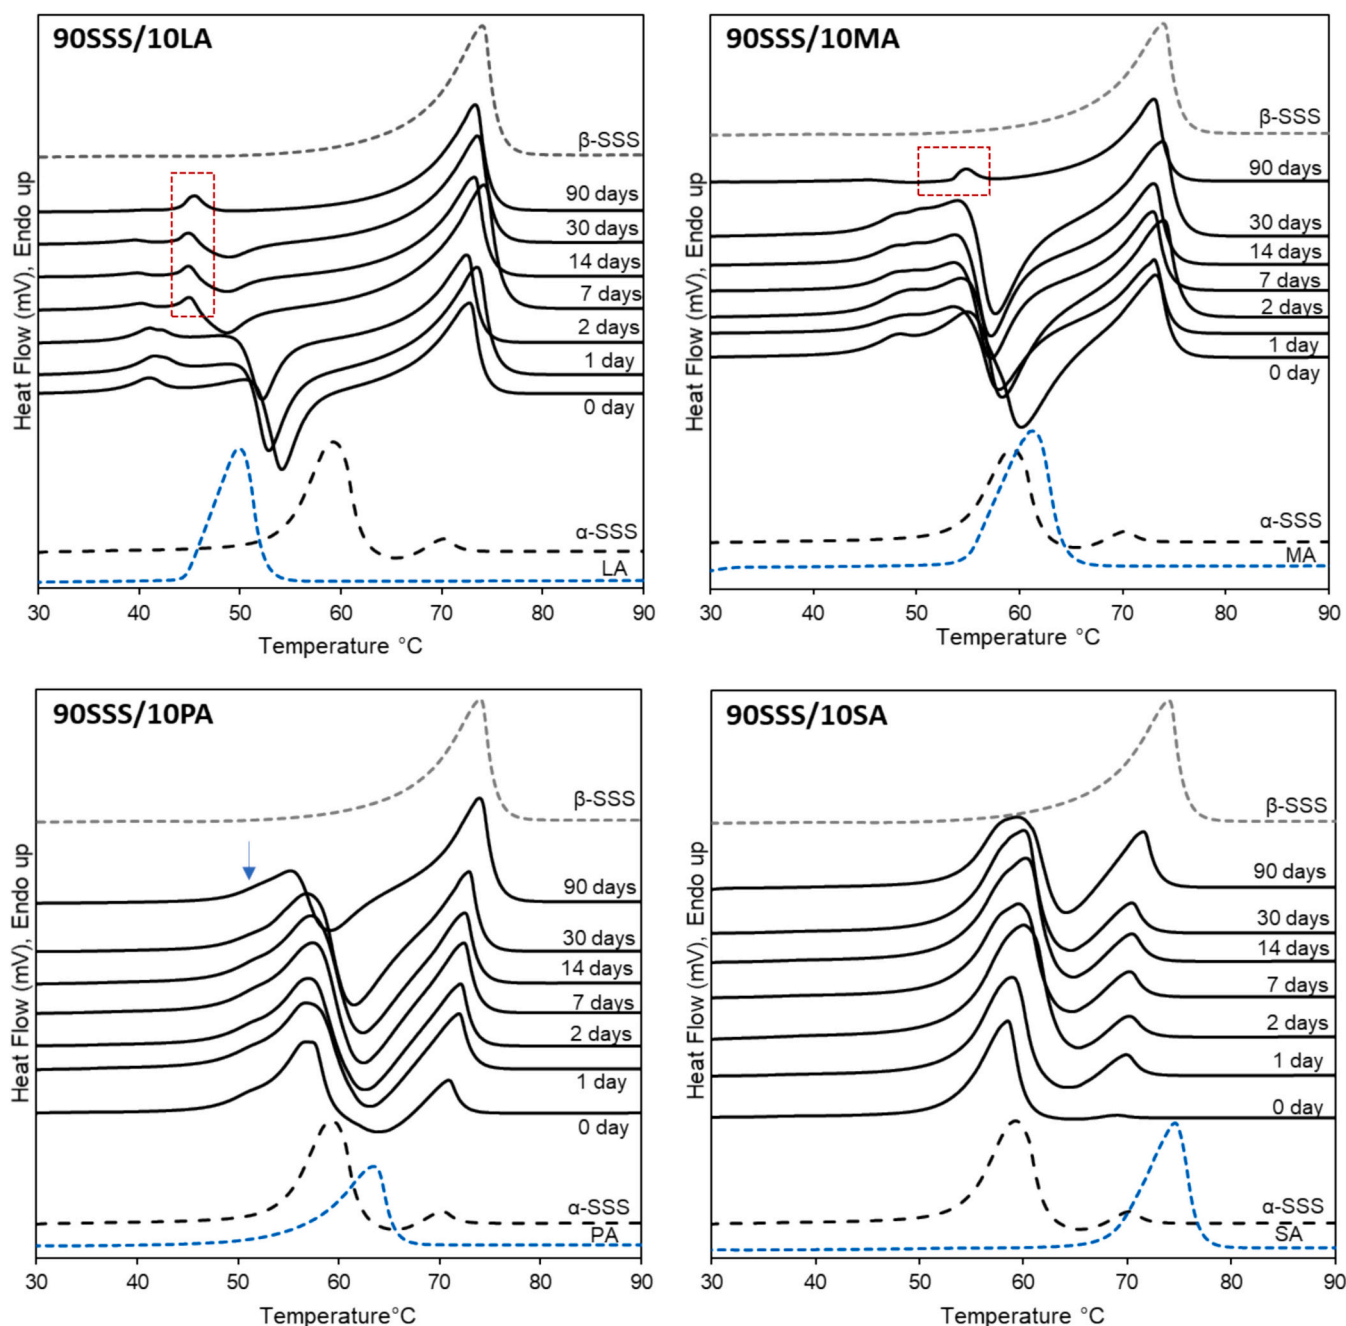 90SSS/10LA
β-SSS
90 days
30 days
14 days
7 days
2 days
1 day
0 day
α-SSS
LA
Heat Flow (mV), Endo up
30 40 50 60 70 80 90
Temperature °C
90SSS/10MA
β-SSS
90 days
30 days
14 days
7 days
2 days
1 day
0 day
α-SSS
MA
Heat Flow (mV), Endo up
30 40 50 60 70 80 90
Temperature °C
90SSS/10PA
β-SSS
90 days
30 days
14 days
7 days
2 days
1 day
0 day
α-SSS
PA
Heat Flow (mV), Endo up
30 40 50 60 70 80 90
Temperature°C
90SSS/10SA
β-SSS
90 days
30 days
14 days
7 days
2 days
1 day
0 day
α-SSS
SA
Heat Flow (mV), Endo up
30 40 50 60 70 80 90
Temperature °C